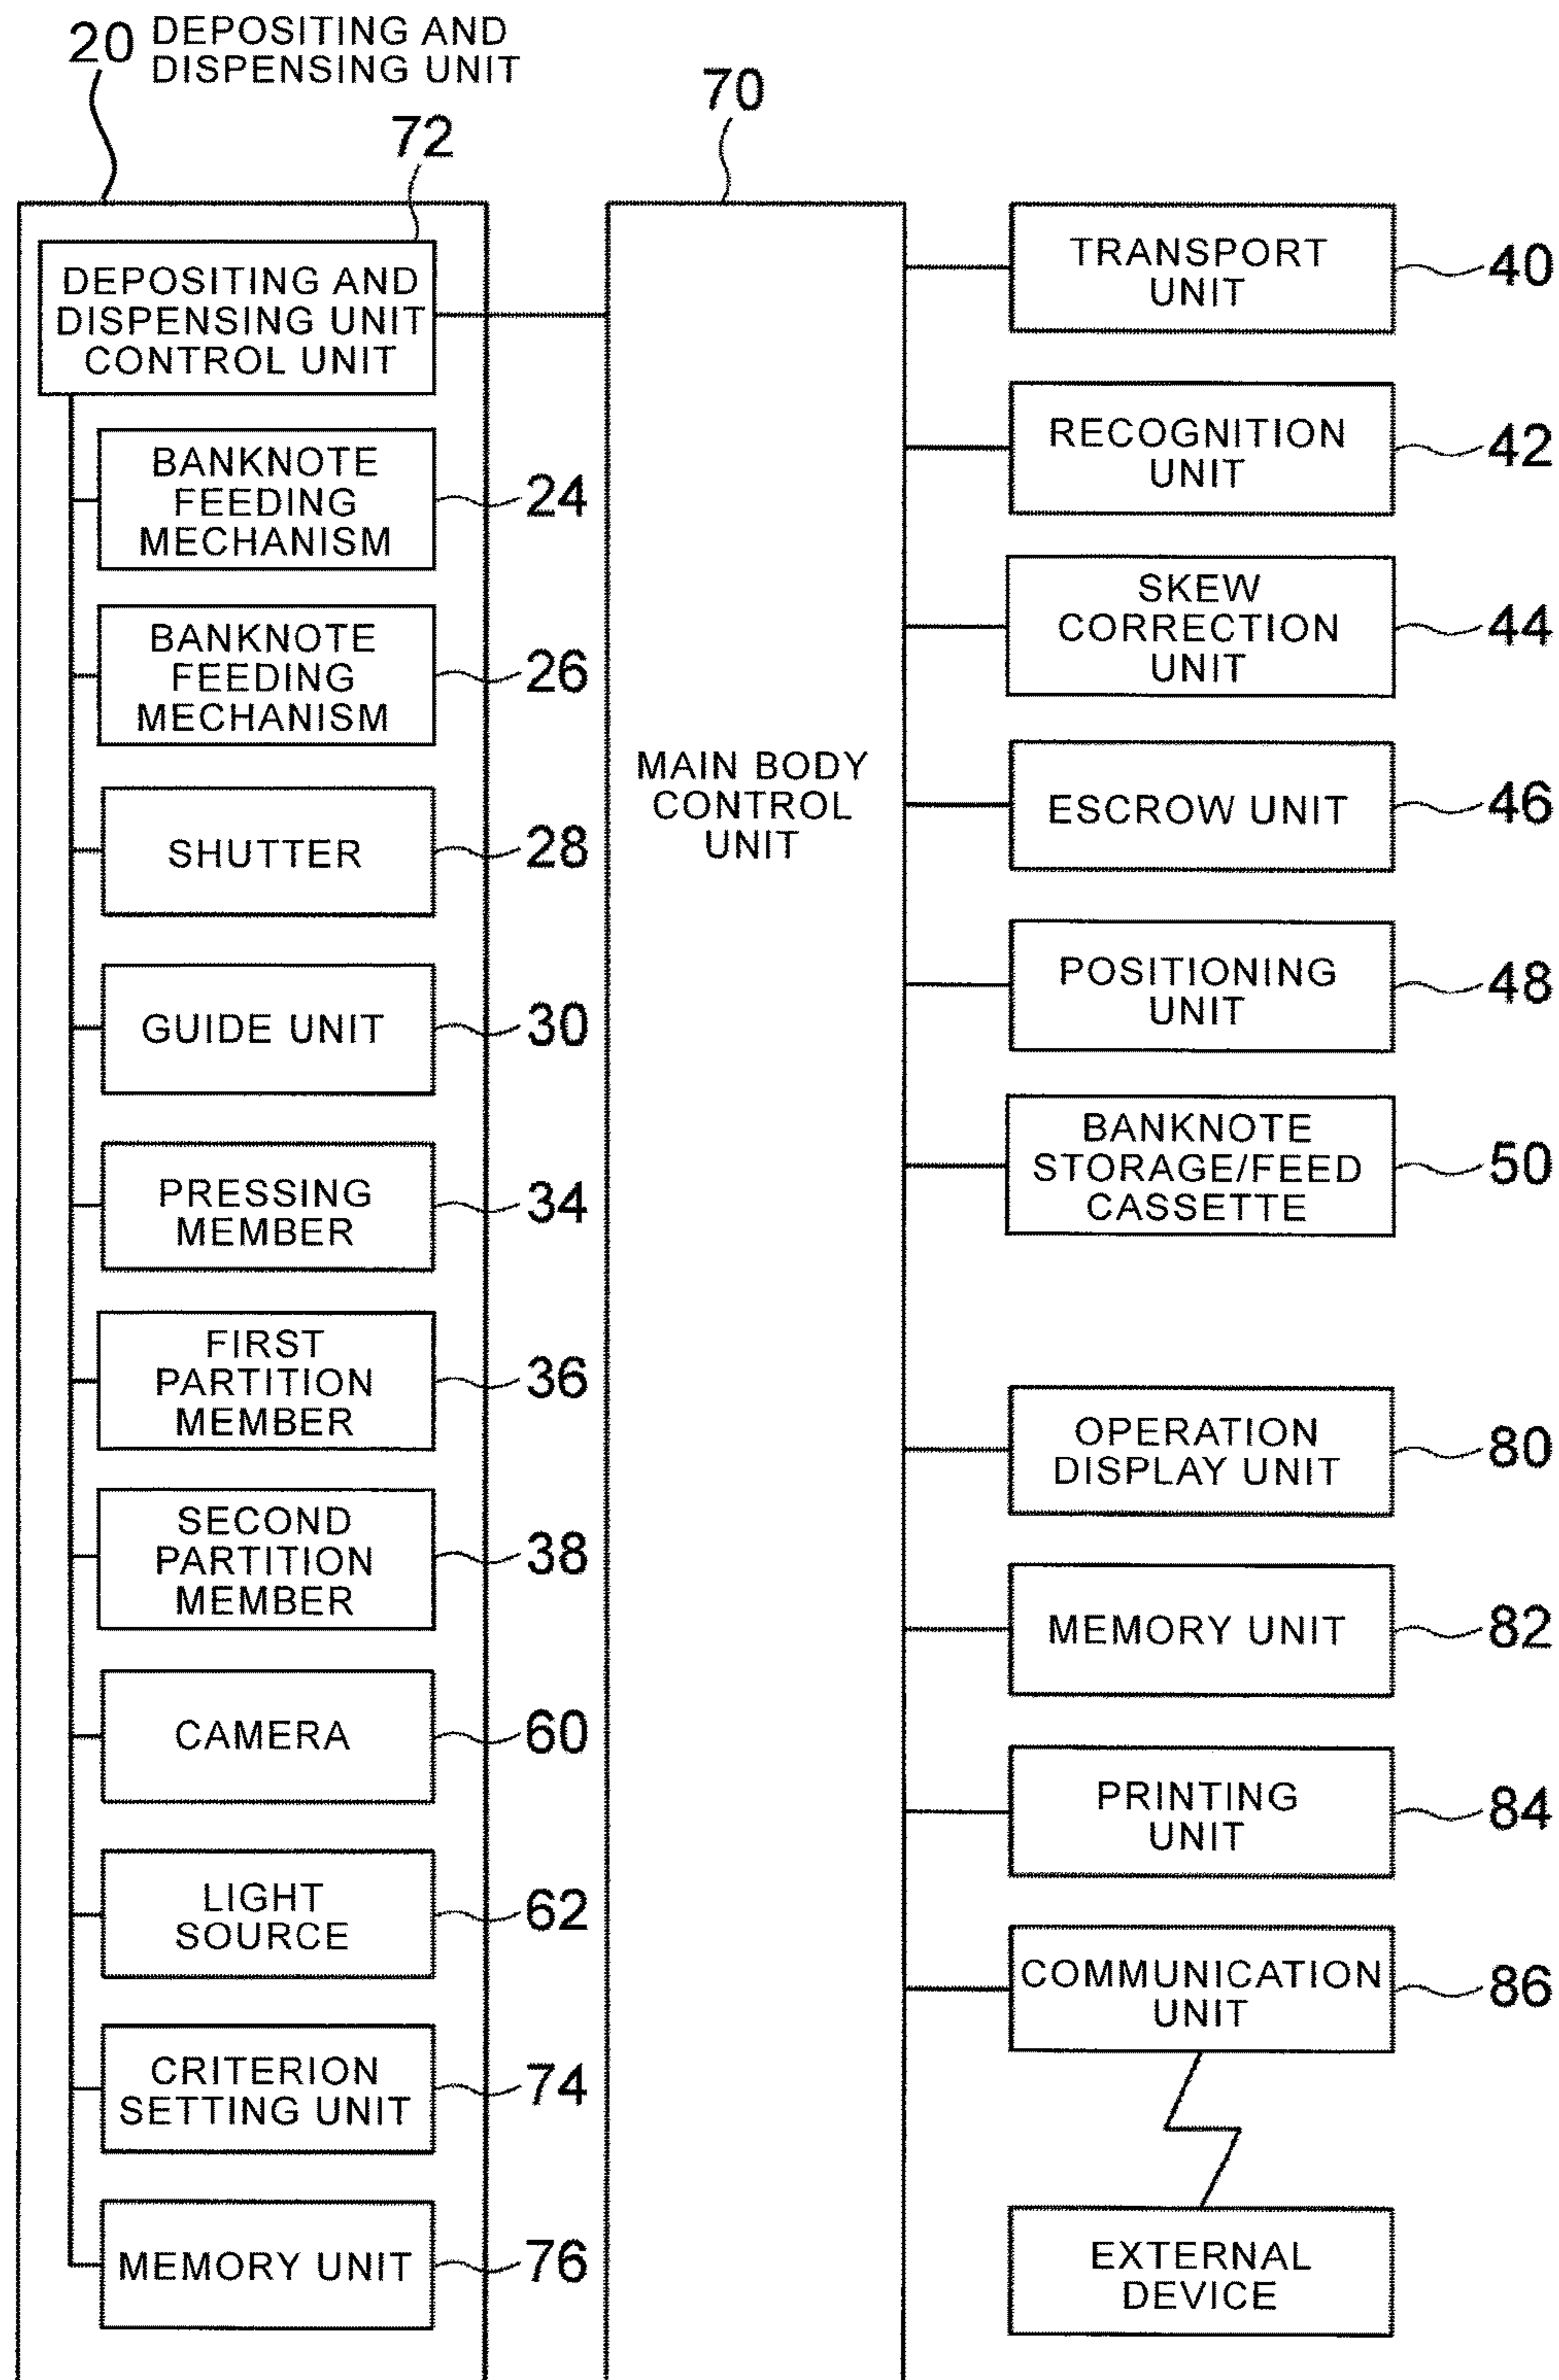 20 DEPOSITING AND
DISPENSING UNIT
72
DEPOSITING AND
DISPENSING UNIT
CONTROL UNIT
BANKNOTE
FEEDING
MECHANISM
24
BANKNOTE
FEEDING
MECHANISM
26
SHUTTER
28
GUIDE UNIT
30
PRESSING
MEMBER
34
FIRST
PARTITION
MEMBER
36
SECOND
PARTITION
MEMBER
38
CAMERA
60
LIGHT
SOURCE
62
CRITERION
SETTING UNIT
74
MEMORY UNIT
76
70
MAIN BODY
CONTROL
UNIT
TRANSPORT
UNIT
40
RECOGNITION
UNIT
42
SKEW
CORRECTION
UNIT
44
ESCROW UNIT
46
POSITIONING
UNIT
48
BANKNOTE
STORAGE/FEED
CASSETTE
50
OPERATION
DISPLAY UNIT
80
MEMORY UNIT
82
PRINTING
UNIT
84
COMMUNICATION
UNIT
86
EXTERNAL
DEVICE